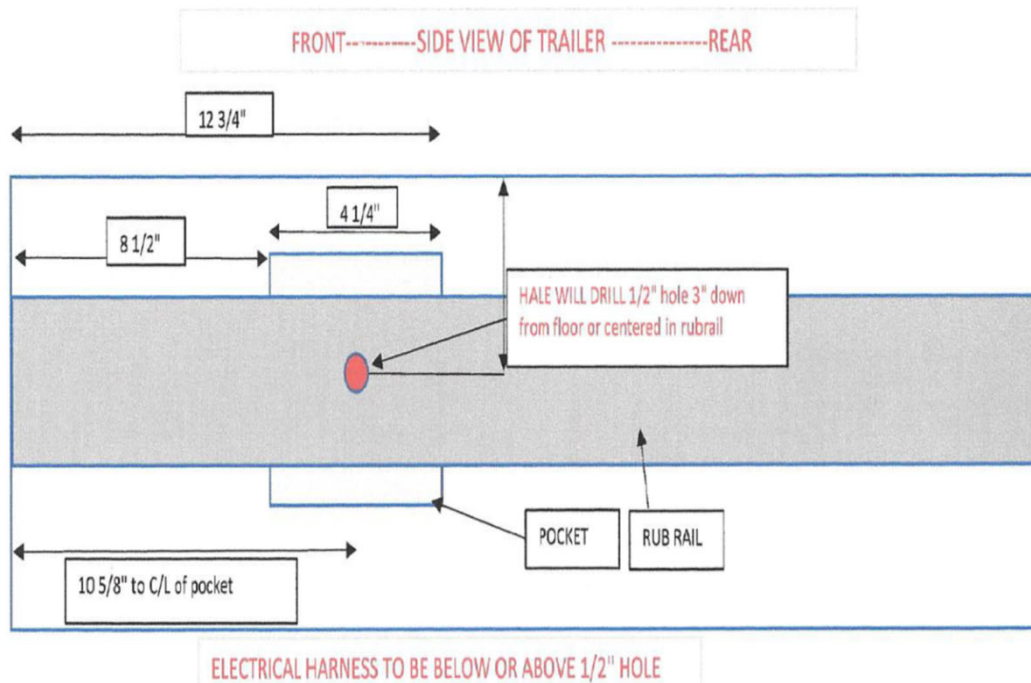 FRONT----------SIDE VIEW OF TRAILER --------------REAR
12 3/4"
4 1/4"
8 1/2"
HALE WILL DRILL 1/2" hole 3" down
from floor or centered in rubrail
POCKET
RUB RAIL
10 5/8" to C/L of pocket
ELECTRICAL HARNESS TO BE BELOW OR ABOVE 1/2" HOLE